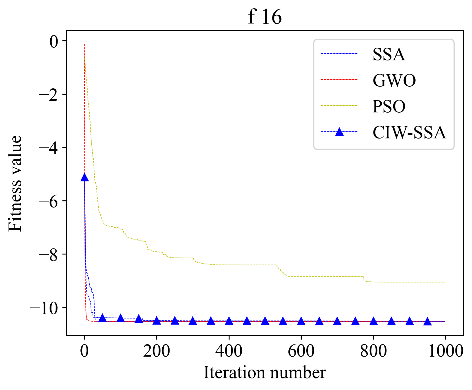 f 16
0
−2
−4
−6
−8
−10
Fitness value
SSA
GWO
PSO
CIW-SSA
0 200 400 600 800 1000
Iteration number